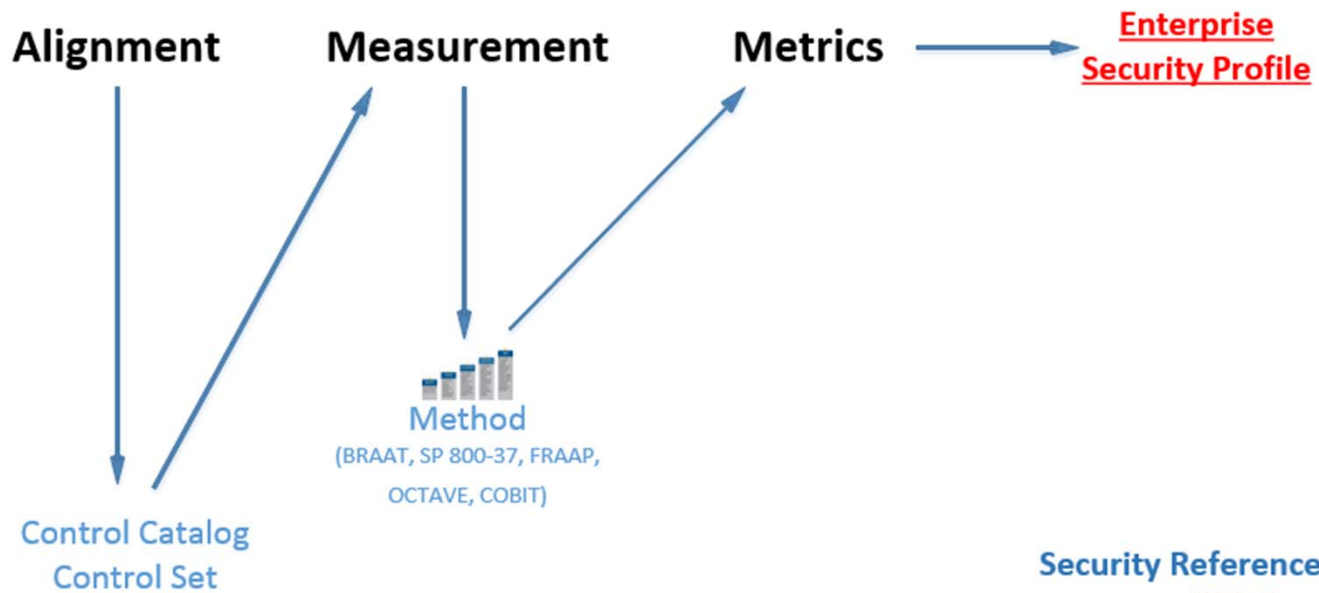 Alignment
Measurement
Metrics
Enterprise
Security Profile
Method
(BRAAT, SP 800-37, FRAAP,
OCTAVE, COBIT)
Control Catalog
Control Set
Security Reference